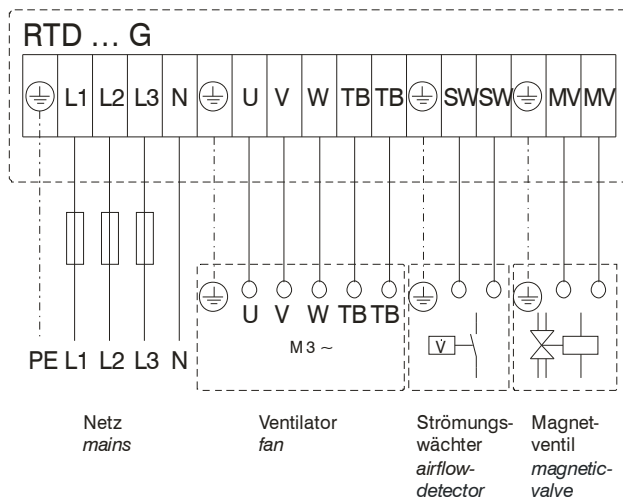 RTD ... G
L1 L2 L3 N U V W TB TB SW SW MV MV
U V W TB TB
M 3 ~
V̇
PE L1 L2 L3 N
Netz
mains
Ventilator
fan
Strömungs-
wächter
airflow-
detector
Magnet-
ventil
magnetic-
valve